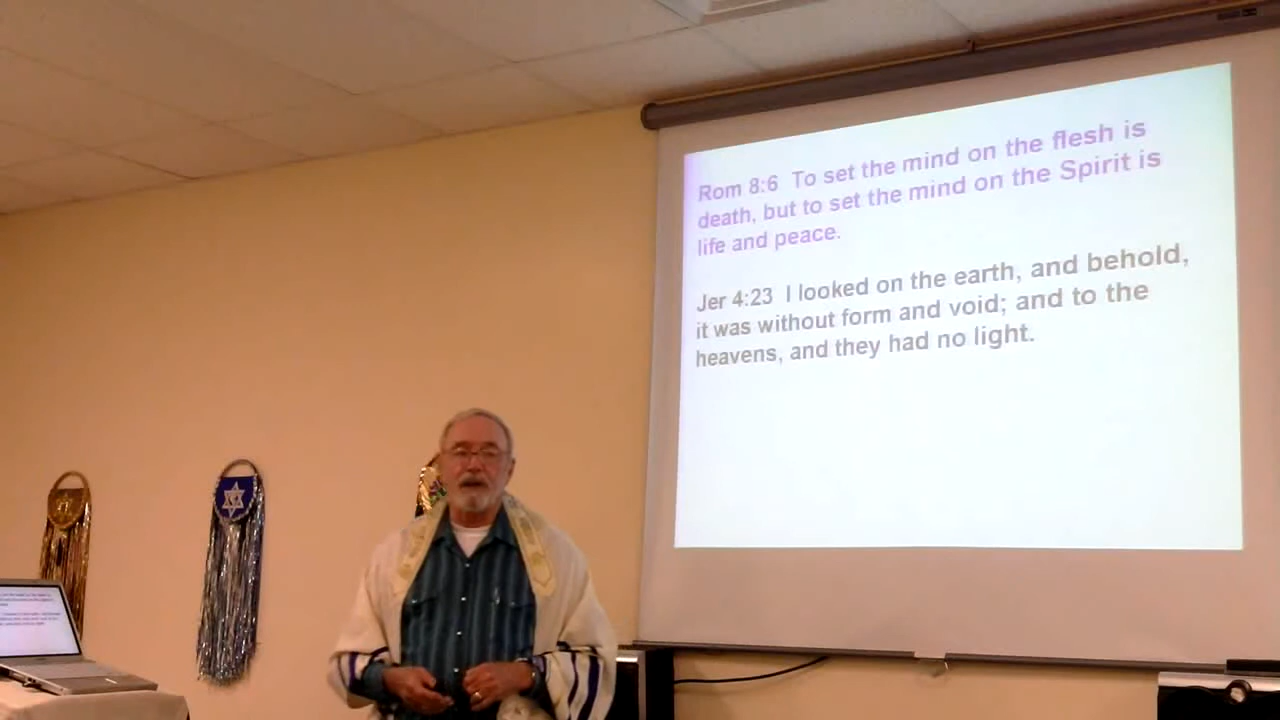 Rom 8:6 To set the mind on the flesh is
death, but to set the mind on the Spirit is
life and peace.
Jer 4:23 I looked on the earth, and behold,
it was without form and void; and to the
heavens, and they had no light.